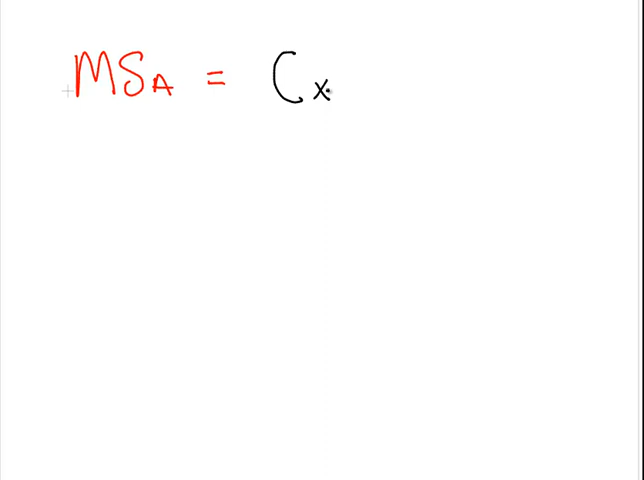 MSA = Cx